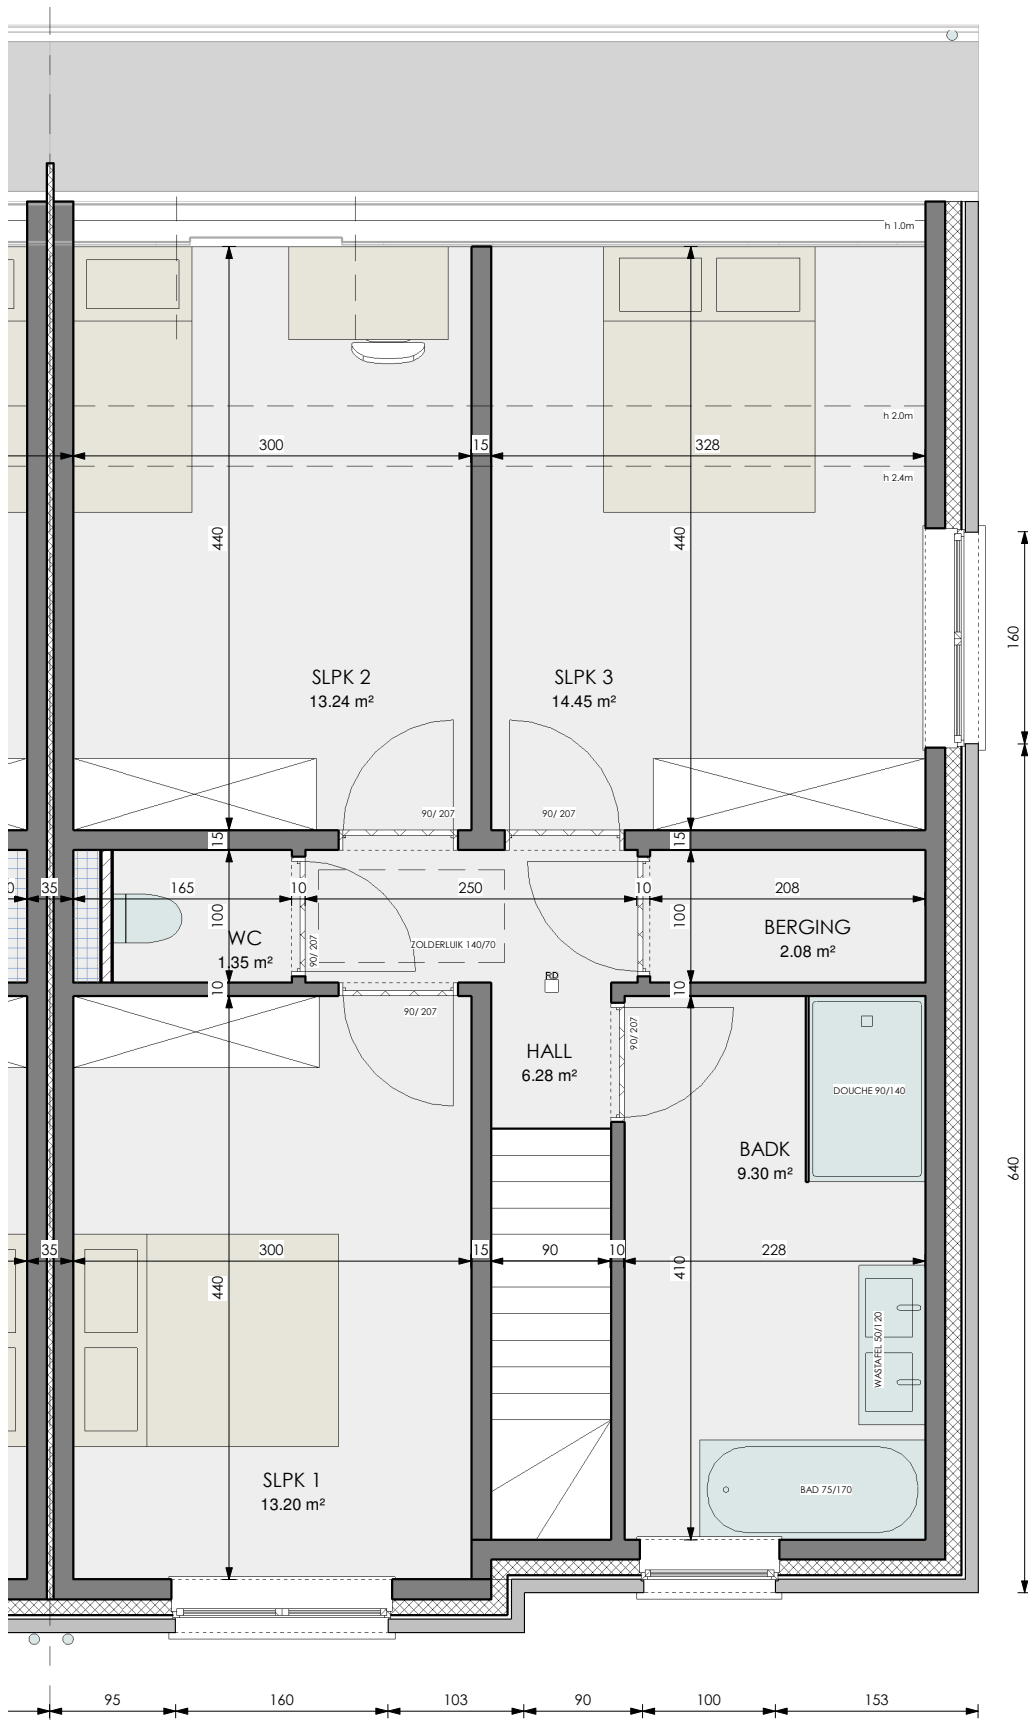 h 1.0m
h 2.0m
300
15
328
h 2.4m
440
440
160
SLPK 2
13.24 m²
SLPK 3
14.45 m²
90/ 207
90/ 207
15
15
35
165
10
250
10
208
100
100
WC
1.35 m²
90/ 207
ZOLDERLUIK 140/70
BERGING
2.08 m²
RD
10
10
90/ 207
90/ 207
HALL
6.28 m²
DOUCHE 90/140
BADK
9.30 m²
640
35
300
15
90
10
228
440
410
WASTAFEL 50/120
SLPK 1
13.20 m²
BAD 75/170
95
160
103
90
100
153